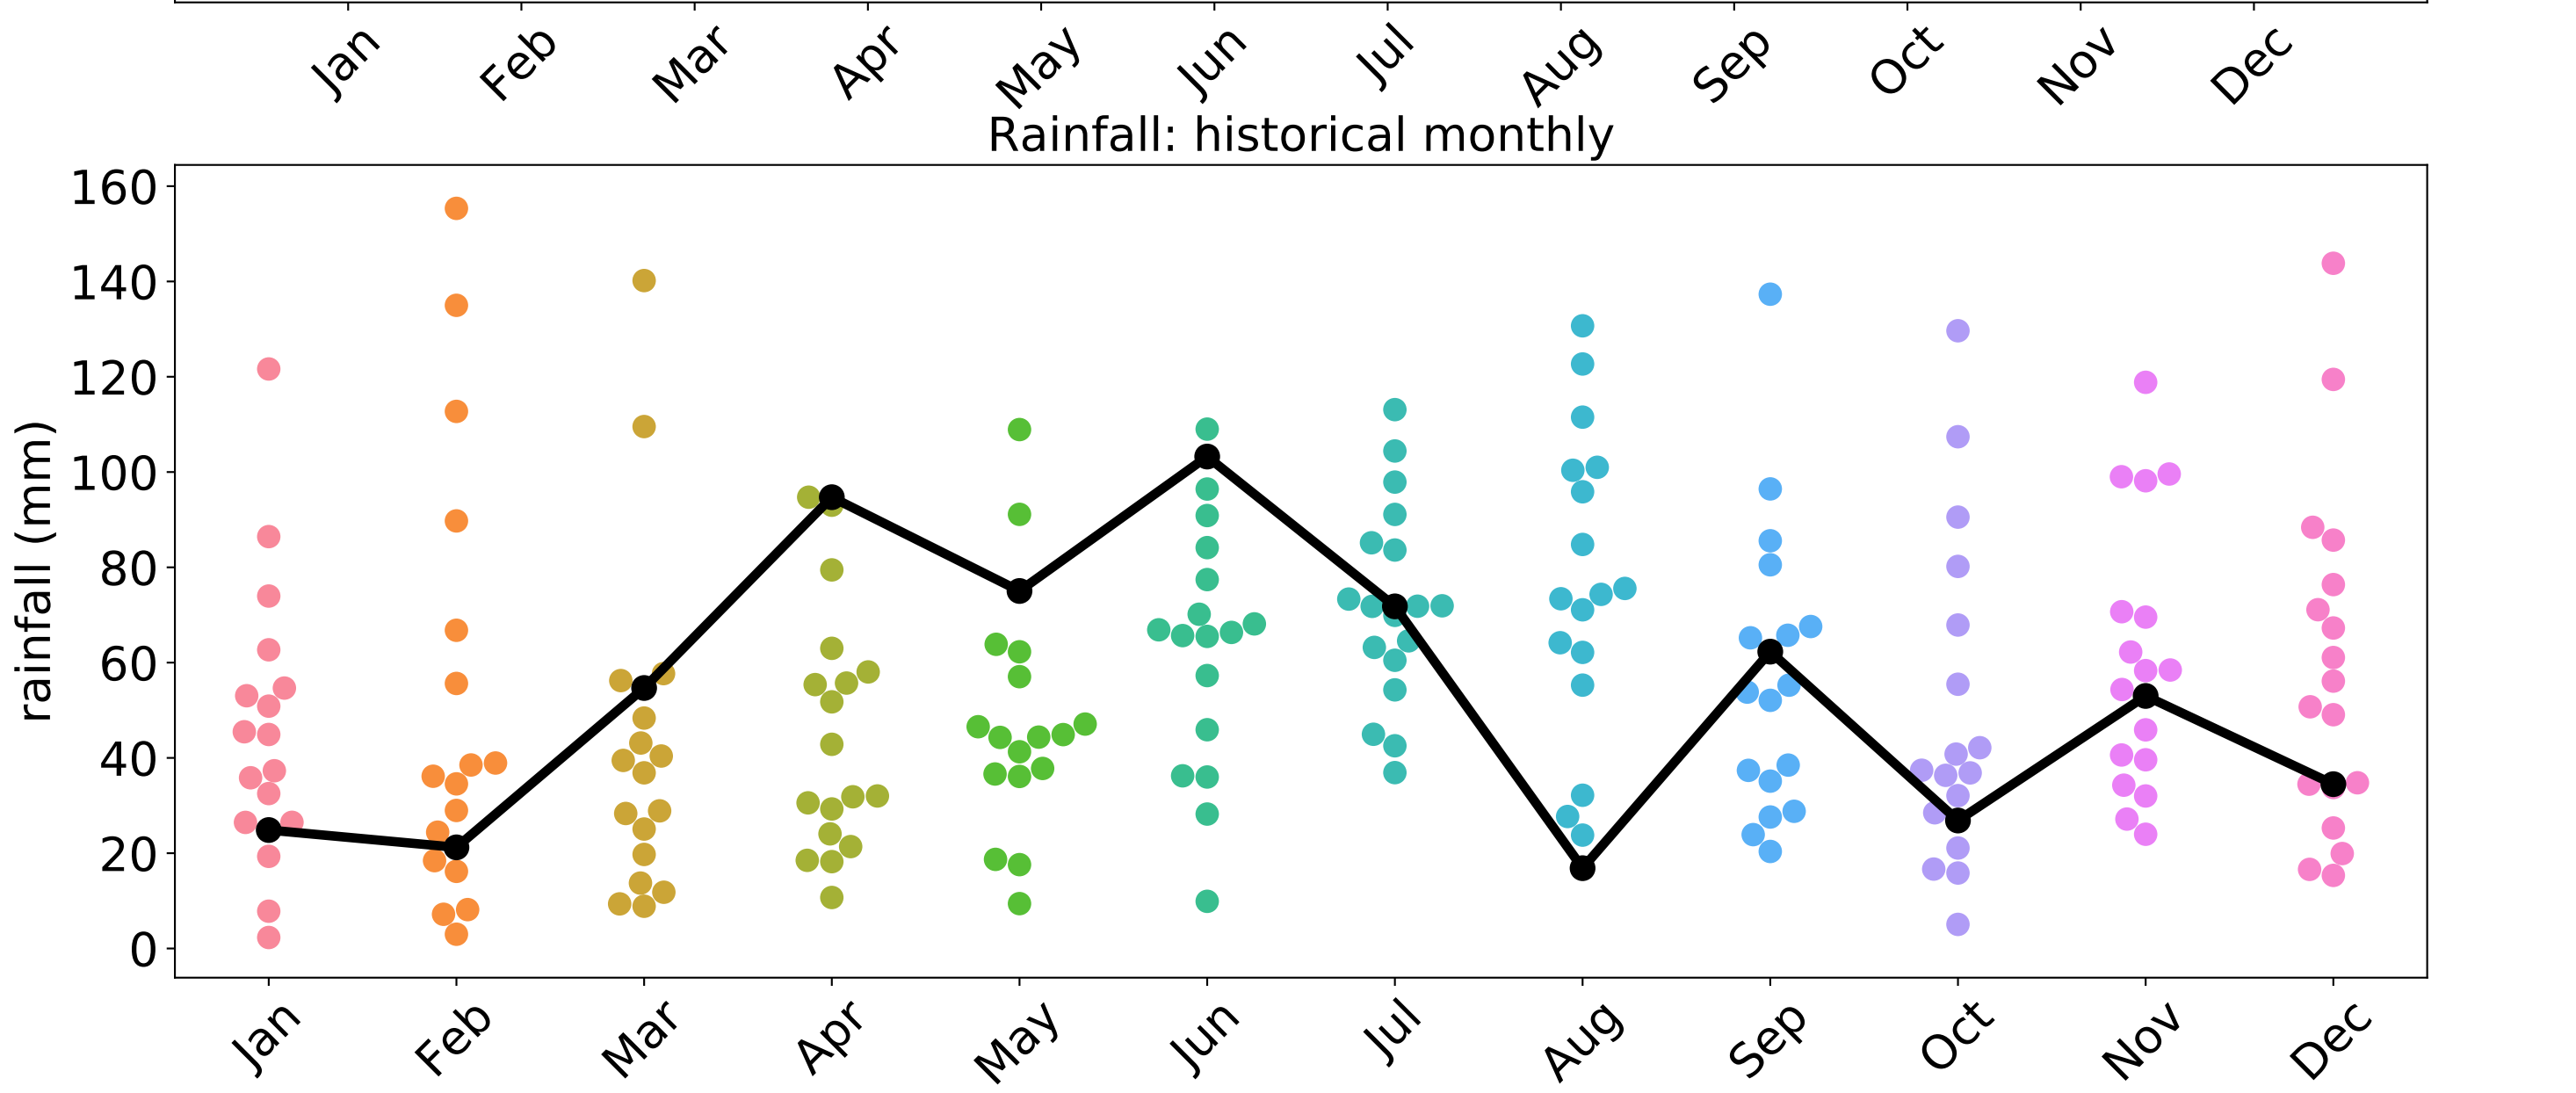 Jan Feb Mar Apr May Jun Jul Aug Sep Oct Nov Dec
Rainfall: historical monthly
rainfall (mm)
160
140
120
100
80
60
40
20
0
Jan Feb Mar Apr May Jun Jul Aug Sep Oct Nov Dec